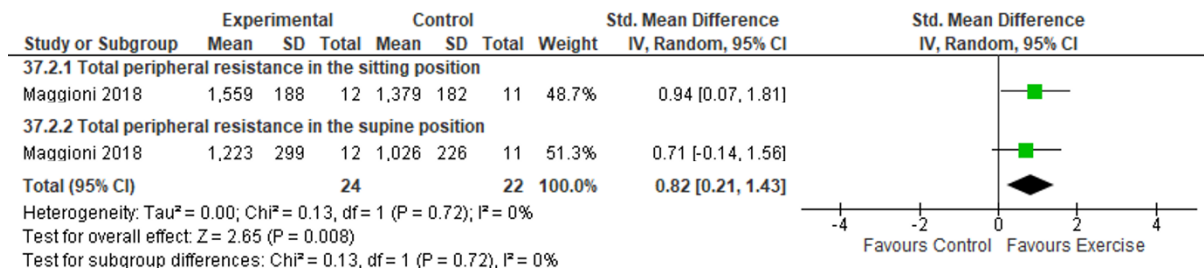 Experimental Control Std. Mean Difference Std. Mean Difference
Study or Subgroup Mean SD Total Mean SD Total Weight IV, Random, 95% CI IV, Random, 95% CI
37.2.1 Total peripheral resistance in the sitting position
Maggioni 2018 1,559 188 12 1,379 182 11 48.7% 0.94 [0.07, 1.81]
37.2.2 Total peripheral resistance in the supine position
Maggioni 2018 1,223 299 12 1,026 226 11 51.3% 0.71 [-0.14, 1.56]
Total (95% CI) 24 22 100.0% 0.82 [0.21, 1.43]
Heterogeneity: Tau² = 0.00; Chi² = 0.13, df = 1 (P = 0.72); I² = 0%
Test for overall effect: Z = 2.65 (P = 0.008)
Test for subgroup differences: Chi² = 0.13, df = 1 (P = 0.72), I² = 0%
-4 -2 0 2 4
Favours Control Favours Exercise